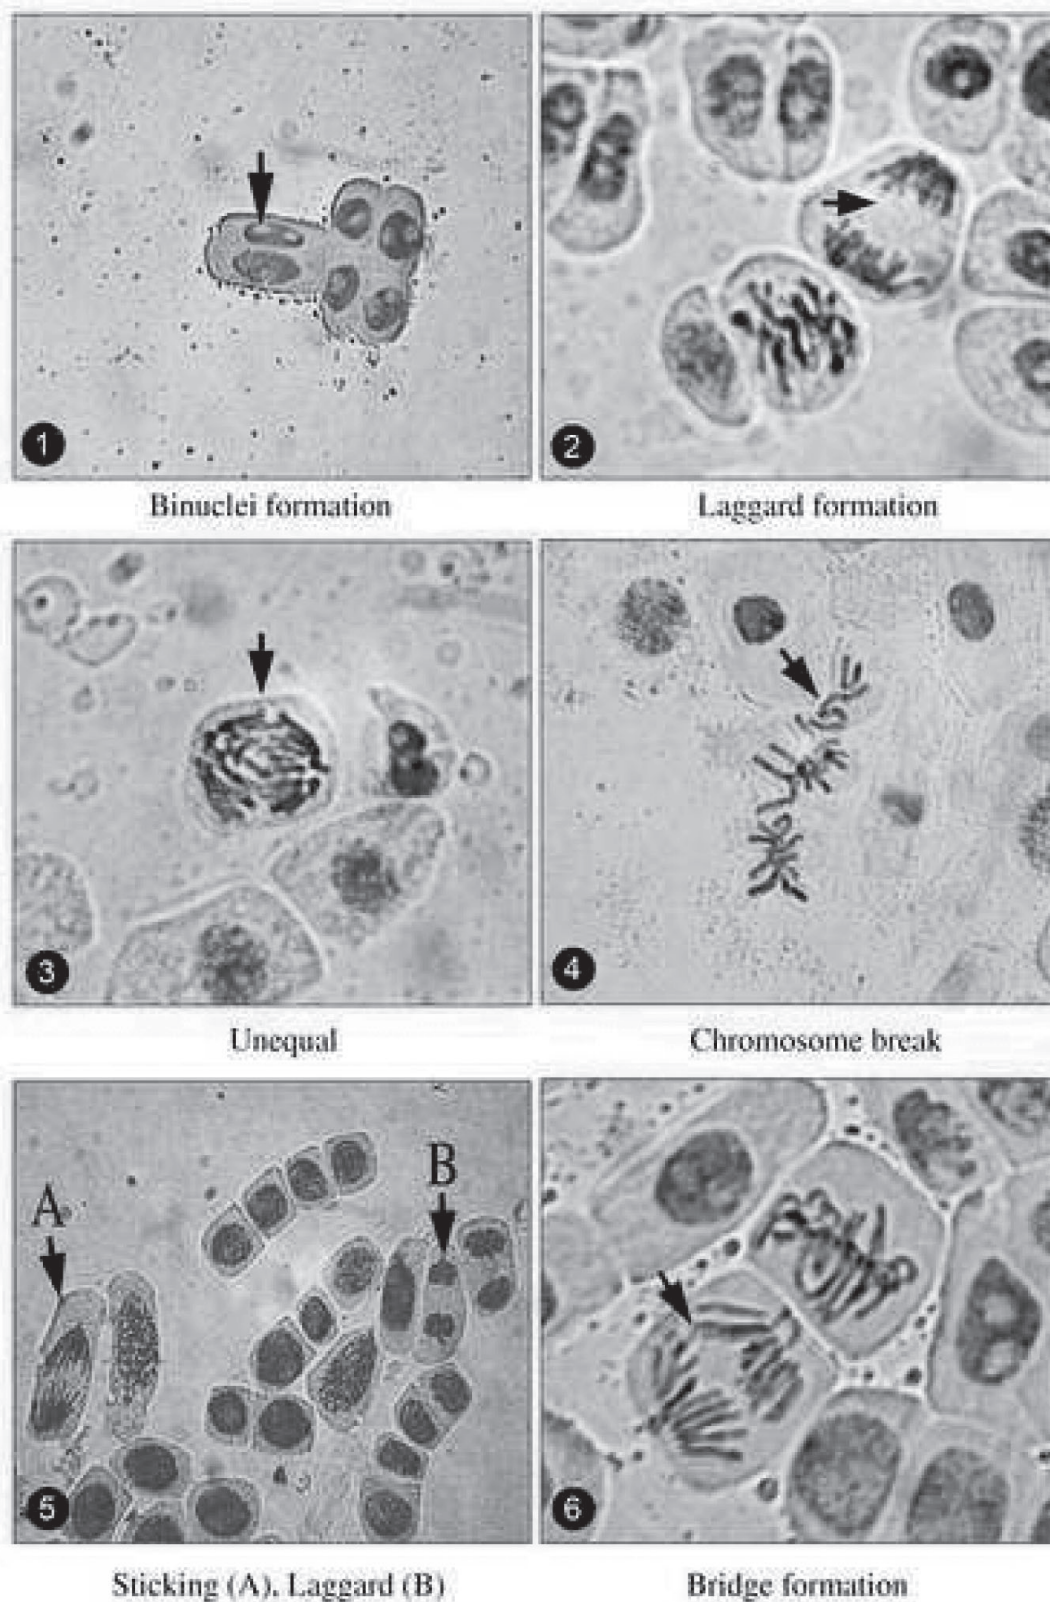 1
2
Binuclei formation
Laggard formation
3
4
Unequal
Chromosome break
A
B
5
6
Sticking (A). Laggard (B)
Bridge formation